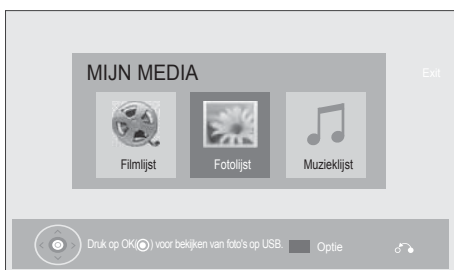 MIJN MEDIA
Exit
Filmlijst
Fotolijst
Muzieklijst
Druk op OK(◉) voor bekijken van foto's op USB.
Optie